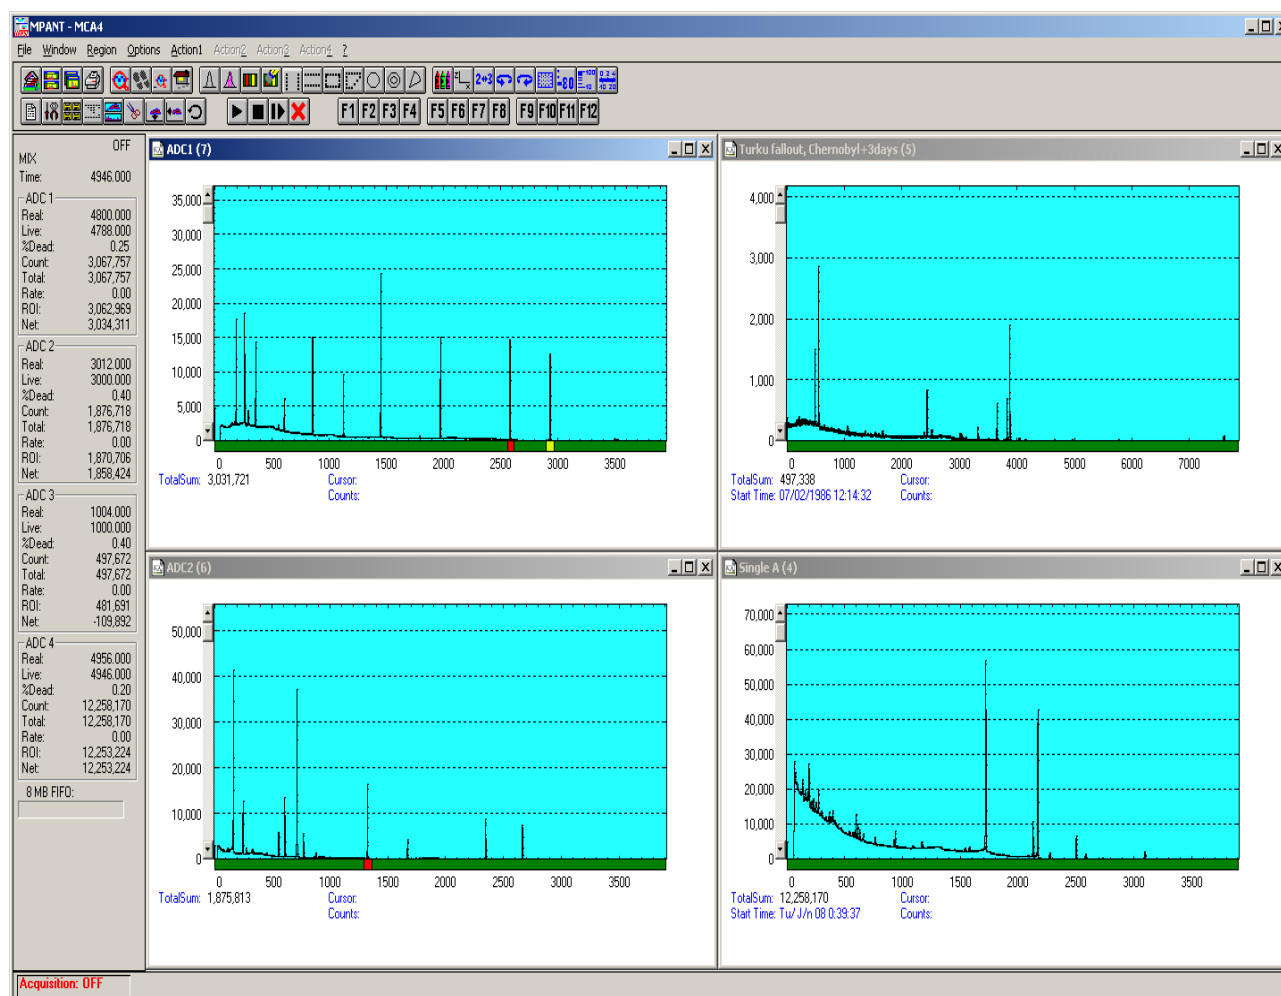 MPANT - MCA4
File Window Region Options Action1 Action2 Action3 Action4 ?
2↔3 -80
F1 F2 F3 F4 F5 F6 F7 F8 F9 F10 F11 F12
OFF
MIX
Time: 4946.000
ADC 1
Real: 4800.000
Live: 4788.000
%Dead: 0.25
Count: 3,067,757
Total: 3,067,757
Rate: 0.00
ROI: 3,062,969
Net: 3,034,311
ADC 2
Real: 3012.000
Live: 3000.000
%Dead: 0.40
Count: 1,876,718
Total: 1,876,718
Rate: 0.00
ROI: 1,870,706
Net: 1,858,424
ADC 3
Real: 1004.000
Live: 1000.000
%Dead: 0.40
Count: 497,672
Total: 497,672
Rate: 0.00
ROI: 481,691
Net: -109,892
ADC 4
Real: 4956.000
Live: 4946.000
%Dead: 0.20
Count: 12,258,170
Total: 12,258,170
Rate: 0.00
ROI: 12,253,224
Net: 12,253,224
8 MB FIFO:
ADC1 (7)
35,000
30,000
25,000
20,000
15,000
10,000
5,000
0
0 500 1000 1500 2000 2500 3000 3500
TotalSum: 3,031,721 Cursor:
Counts:
Turku fallout, Chernobyl+3days (5)
4,000
3,000
2,000
1,000
0
0 1000 2000 3000 4000 5000 6000 7000
TotalSum: 497,338 Cursor:
Start Time: 07/02/1986 12:14:32 Counts:
ADC2 (6)
50,000
40,000
30,000
20,000
10,000
0
0 500 1000 1500 2000 2500 3000 3500
TotalSum: 1,875,813 Cursor:
Counts:
Single A (4)
70,000
60,000
50,000
40,000
30,000
20,000
10,000
0
0 500 1000 1500 2000 2500 3000 3500
TotalSum: 12,258,170 Cursor:
Start Time: Tu/ J/n 08 0:39:37 Counts:
Acquisition: OFF